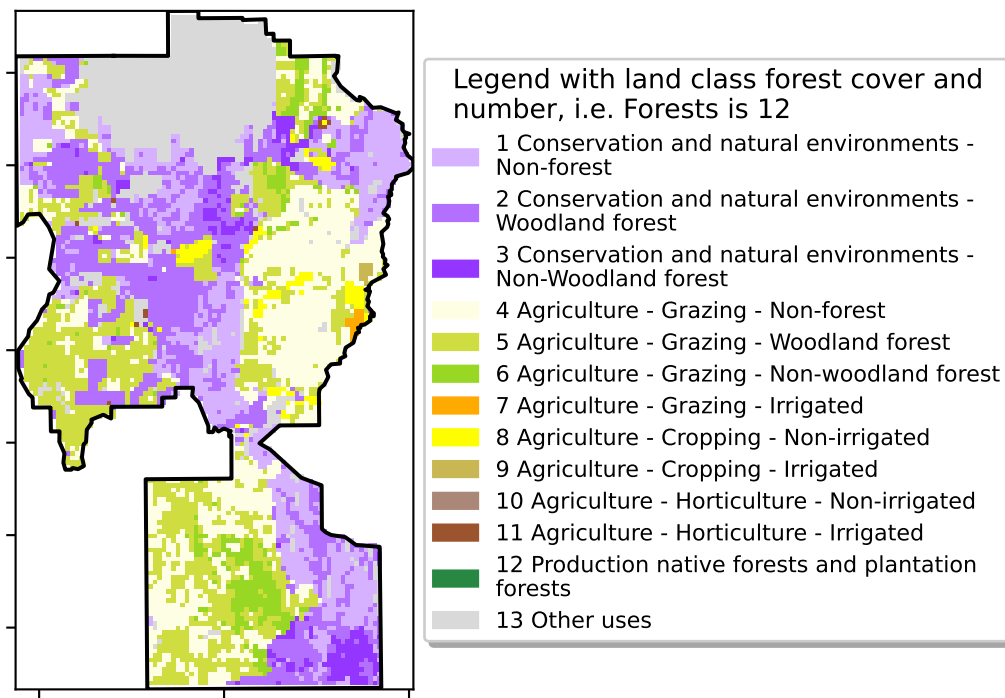 Legend with land class forest cover and
number, i.e. Forests is 12
1 Conservation and natural environments -
Non-forest
2 Conservation and natural environments -
Woodland forest
3 Conservation and natural environments -
Non-Woodland forest
4 Agriculture - Grazing - Non-forest
5 Agriculture - Grazing - Woodland forest
6 Agriculture - Grazing - Non-woodland forest
7 Agriculture - Grazing - Irrigated
8 Agriculture - Cropping - Non-irrigated
9 Agriculture - Cropping - Irrigated
10 Agriculture - Horticulture - Non-irrigated
11 Agriculture - Horticulture - Irrigated
12 Production native forests and plantation
forests
13 Other uses